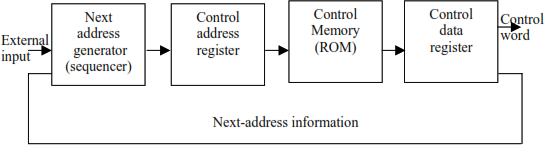 External
input
Next
address
generator
(sequencer)
Control
address
register
Control
Memory
(ROM)
Control
data
register
Control
word
Next-address information